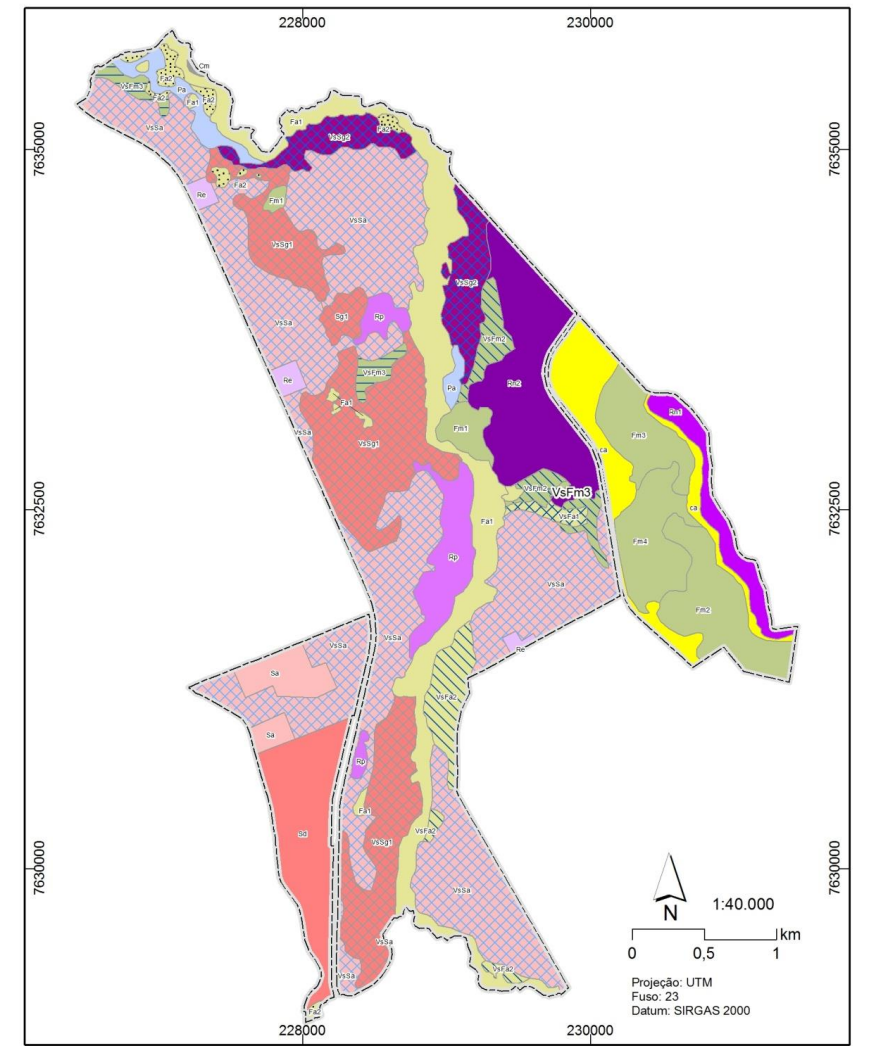 228000
230000
Cm
Fa2
VsFm3
Pa
Fa2
Fa1
Fa2
VsSa
Fa1
Fa2
VsSg2
7635000
7635000
Fa2
Re
Fm1
VsSa
VsSg1
VsSg2
Sg1
Rp
VsSa
VsFm2
VsFm3
Re
Pa
Rn2
Fa1
Rn1
VsSa
Fm1
Fm3
VsSg1
ca
VsFm2
VsFm3
7632500
ca
7632500
Fa1
VsFa1
Fm4
Rp
VsSa
Fm2
VsSa
VsSa
Re
Sa
VsFa2
Sa
Rp
Fa1
Sd
VsFa2
VsSg1
7630000
7630000
VsSa
N
1:40.000
VsSa
km
0
0,5
1
VsSa
VsFa2
Projeção: UTM
Fuso: 23
Datum: SIRGAS 2000
Fa2
228000
230000